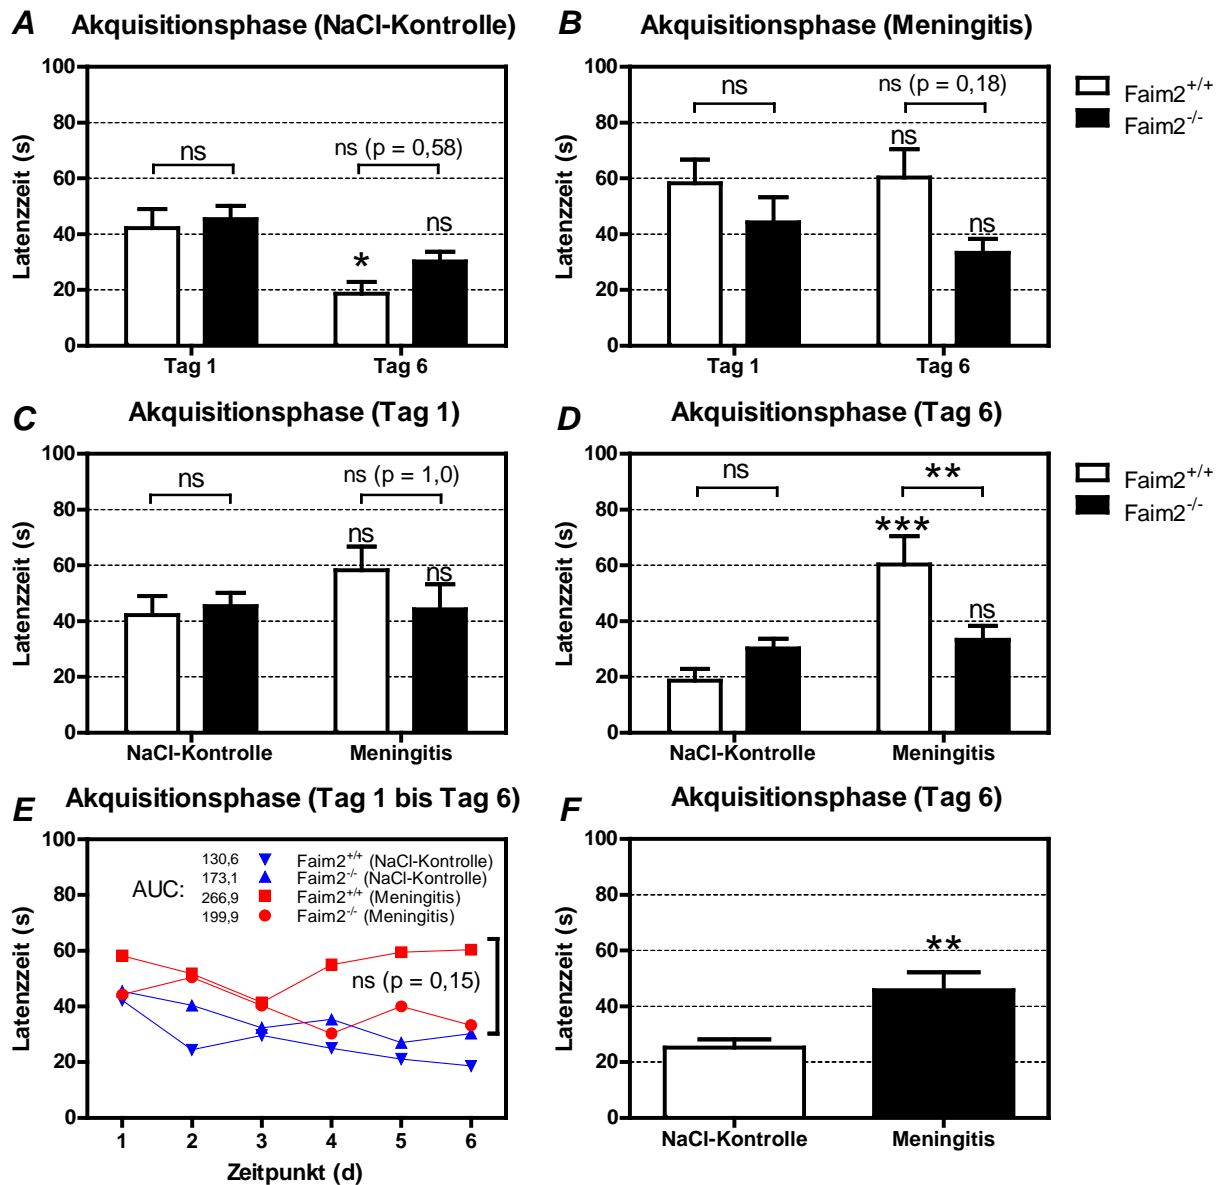 A Akquisitionsphase (NaCl-Kontrolle)
Latenzzeit (s)
100
80
60
40
20
0
ns
ns (p = 0,58)
*
ns
Tag 1
Tag 6
B Akquisitionsphase (Meningitis)
Latenzzeit (s)
100
80
60
40
20
0
ns
ns (p = 0,18)
ns
ns
Tag 1
Tag 6
Faim2+/+
Faim2-/-
C Akquisitionsphase (Tag 1)
Latenzzeit (s)
100
80
60
40
20
0
ns
ns (p = 1,0)
ns
ns
NaCl-Kontrolle
Meningitis
D Akquisitionsphase (Tag 6)
Latenzzeit (s)
100
80
60
40
20
0
ns
**
***
ns
NaCl-Kontrolle
Meningitis
Faim2+/+
Faim2-/-
E Akquisitionsphase (Tag 1 bis Tag 6)
Latenzzeit (s)
100
80
60
40
20
0
AUC:
130,6 Faim2+/+ (NaCl-Kontrolle)
173,1 Faim2-/- (NaCl-Kontrolle)
266,9 Faim2+/+ (Meningitis)
199,9 Faim2-/- (Meningitis)
ns (p = 0,15)
1 2 3 4 5 6
Zeitpunkt (d)
F Akquisitionsphase (Tag 6)
Latenzzeit (s)
100
80
60
40
20
0
**
NaCl-Kontrolle
Meningitis